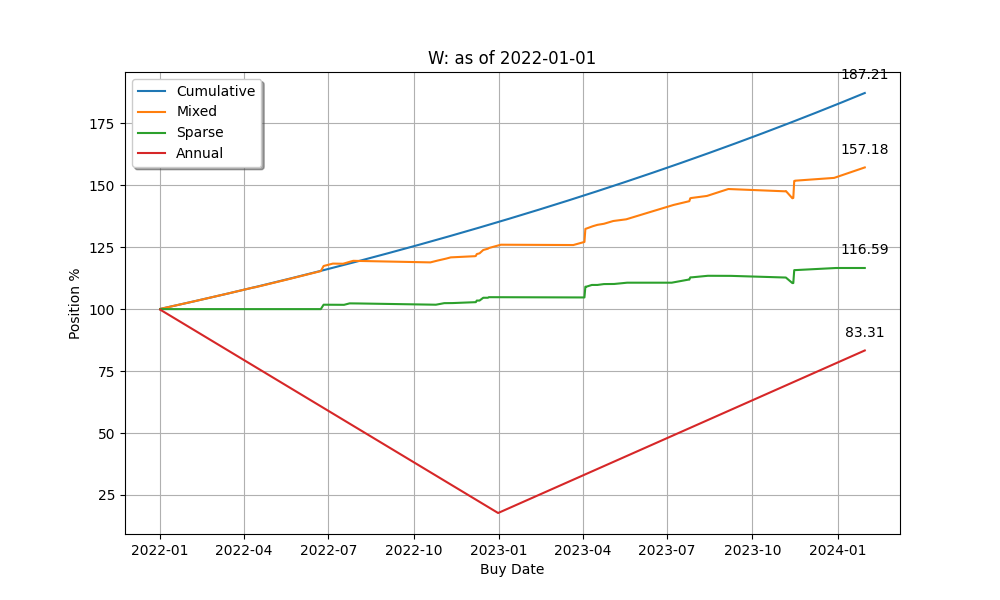 W: as of 2022-01-01
Cumulative
Mixed
Sparse
Annual
187.21
157.18
116.59
83.31
Position %
175
150
125
100
75
50
25
2022-01 2022-04 2022-07 2022-10 2023-01 2023-04 2023-07 2023-10 2024-01
Buy Date